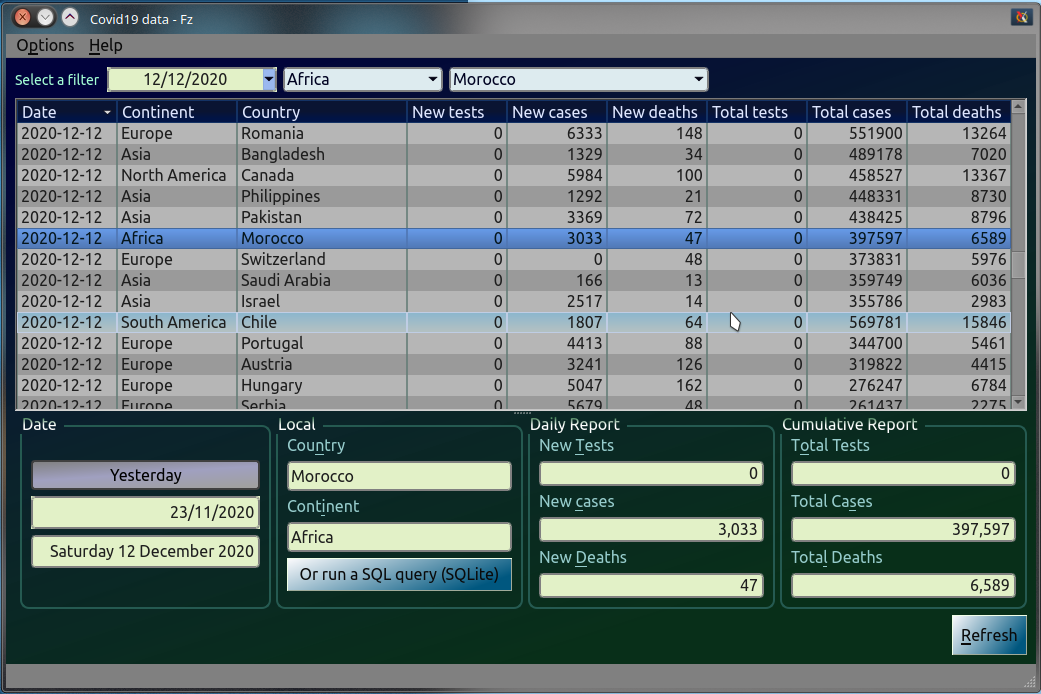 Covid19 data - Fz
Options Help
Select a filter 12/12/2020 Africa Morocco
Date Continent Country New tests New cases New deaths Total tests Total cases Total deaths
2020-12-12 Europe Romania 0 6333 148 0 551900 13264
2020-12-12 Asia Bangladesh 0 1329 34 0 489178 7020
2020-12-12 North America Canada 0 5984 100 0 458527 13367
2020-12-12 Asia Philippines 0 1292 21 0 448331 8730
2020-12-12 Asia Pakistan 0 3369 72 0 438425 8796
2020-12-12 Africa Morocco 0 3033 47 0 397597 6589
2020-12-12 Europe Switzerland 0 0 48 0 373831 5976
2020-12-12 Asia Saudi Arabia 0 166 13 0 359749 6036
2020-12-12 Asia Israel 0 2517 14 0 355786 2983
2020-12-12 South America Chile 0 1807 64 0 569781 15846
2020-12-12 Europe Portugal 0 4413 88 0 344700 5461
2020-12-12 Europe Austria 0 3241 126 0 319822 4415
2020-12-12 Europe Hungary 0 5047 162 0 276247 6784
2020-12-12 Europe Serbia 0 5679 48 0 261437 2275
Date Local Daily Report Cumulative Report
Country New Tests Total Tests
Yesterday Morocco 0 0
Continent New cases Total Cases
23/11/2020 Africa 3,033 397,597
Saturday 12 December 2020 New Deaths Total Deaths
Or run a SQL query (SQLite) 47 6,589
Refresh